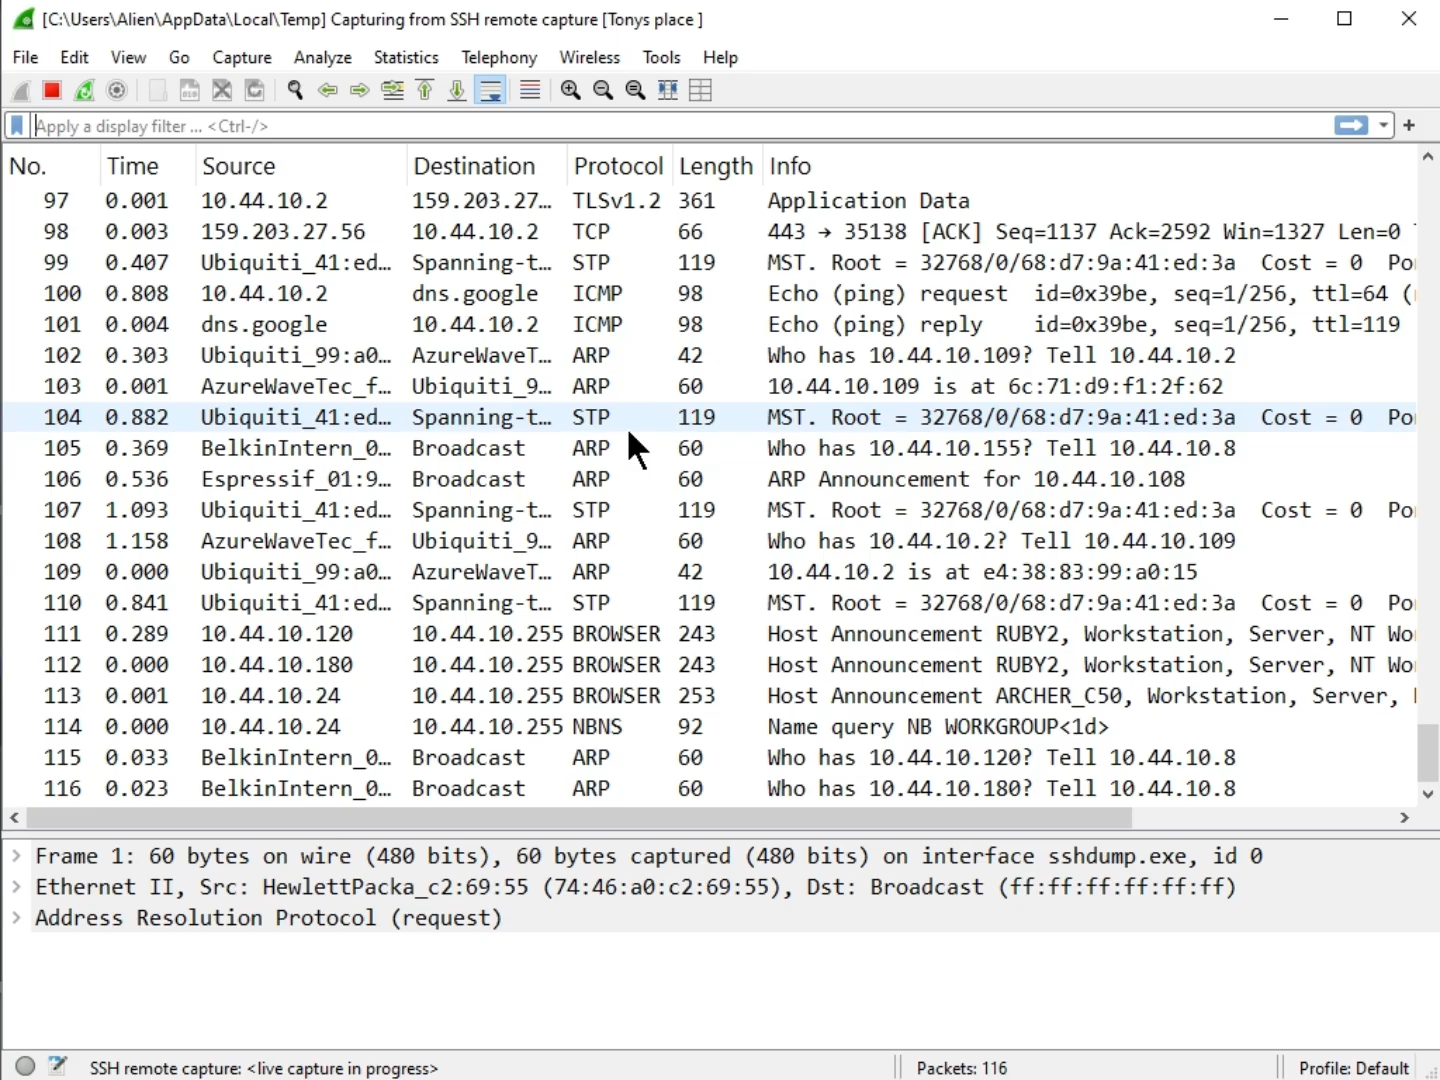 [C:\Users\Alien\AppData\Local\Temp] Capturing from SSH remote capture [Tonys place ]
File Edit View Go Capture Analyze Statistics Telephony Wireless Tools Help
Apply a display filter ... <Ctrl-/>
No. Time Source Destination Protocol Length Info
97 0.001 10.44.10.2 159.203.27… TLSv1.2 361 Application Data
98 0.003 159.203.27.56 10.44.10.2 TCP 66 443 → 35138 [ACK] Seq=1137 Ack=2592 Win=1327 Len=0
99 0.407 Ubiquiti_41:ed… Spanning-t… STP 119 MST. Root = 32768/0/68:d7:9a:41:ed:3a Cost = 0 Po
100 0.808 10.44.10.2 dns.google ICMP 98 Echo (ping) request id=0x39be, seq=1/256, ttl=64 (
101 0.004 dns.google 10.44.10.2 ICMP 98 Echo (ping) reply id=0x39be, seq=1/256, ttl=119
102 0.303 Ubiquiti_99:a0… AzureWaveT… ARP 42 Who has 10.44.10.109? Tell 10.44.10.2
103 0.001 AzureWaveTec_f… Ubiquiti_9… ARP 60 10.44.10.109 is at 6c:71:d9:f1:2f:62
104 0.882 Ubiquiti_41:ed… Spanning-t… STP 119 MST. Root = 32768/0/68:d7:9a:41:ed:3a Cost = 0 Po
105 0.369 BelkinIntern_0… Broadcast ARP 60 Who has 10.44.10.155? Tell 10.44.10.8
106 0.536 Espressif_01:9… Broadcast ARP 60 ARP Announcement for 10.44.10.108
107 1.093 Ubiquiti_41:ed… Spanning-t… STP 119 MST. Root = 32768/0/68:d7:9a:41:ed:3a Cost = 0 Po
108 1.158 AzureWaveTec_f… Ubiquiti_9… ARP 60 Who has 10.44.10.2? Tell 10.44.10.109
109 0.000 Ubiquiti_99:a0… AzureWaveT… ARP 42 10.44.10.2 is at e4:38:83:99:a0:15
110 0.841 Ubiquiti_41:ed… Spanning-t… STP 119 MST. Root = 32768/0/68:d7:9a:41:ed:3a Cost = 0 Po
111 0.289 10.44.10.120 10.44.10.255 BROWSER 243 Host Announcement RUBY2, Workstation, Server, NT Wo
112 0.000 10.44.10.180 10.44.10.255 BROWSER 243 Host Announcement RUBY2, Workstation, Server, NT Wo
113 0.001 10.44.10.24 10.44.10.255 BROWSER 253 Host Announcement ARCHER_C50, Workstation, Server,
114 0.000 10.44.10.24 10.44.10.255 NBNS 92 Name query NB WORKGROUP<1d>
115 0.033 BelkinIntern_0… Broadcast ARP 60 Who has 10.44.10.120? Tell 10.44.10.8
116 0.023 BelkinIntern_0… Broadcast ARP 60 Who has 10.44.10.180? Tell 10.44.10.8
Frame 1: 60 bytes on wire (480 bits), 60 bytes captured (480 bits) on interface sshdump.exe, id 0
Ethernet II, Src: HewlettPacka_c2:69:55 (74:46:a0:c2:69:55), Dst: Broadcast (ff:ff:ff:ff:ff:ff)
Address Resolution Protocol (request)
SSH remote capture: <live capture in progress> Packets: 116 Profile: Default